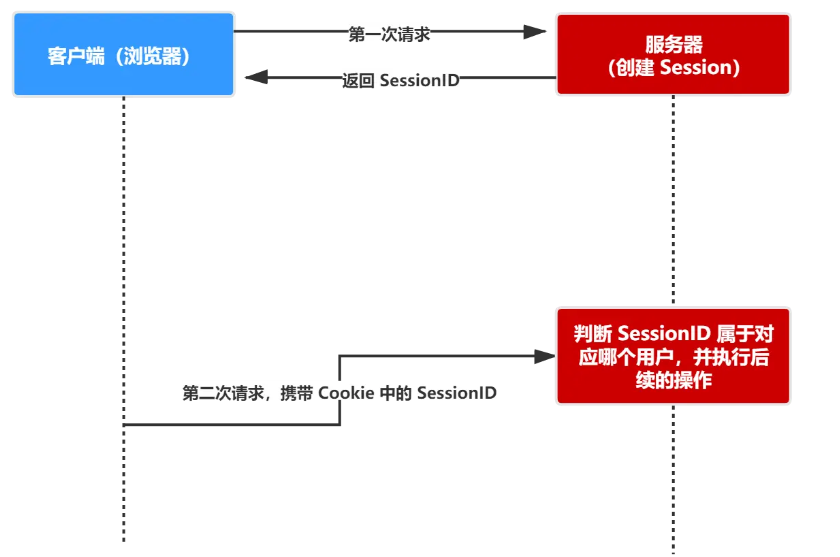 客户端（浏览器）
第一次请求
服务器
（创建 Session）
返回 SessionID
判断 SessionID 属于对
应哪个用户，并执行后
续的操作
第二次请求，携带 Cookie 中的 SessionID